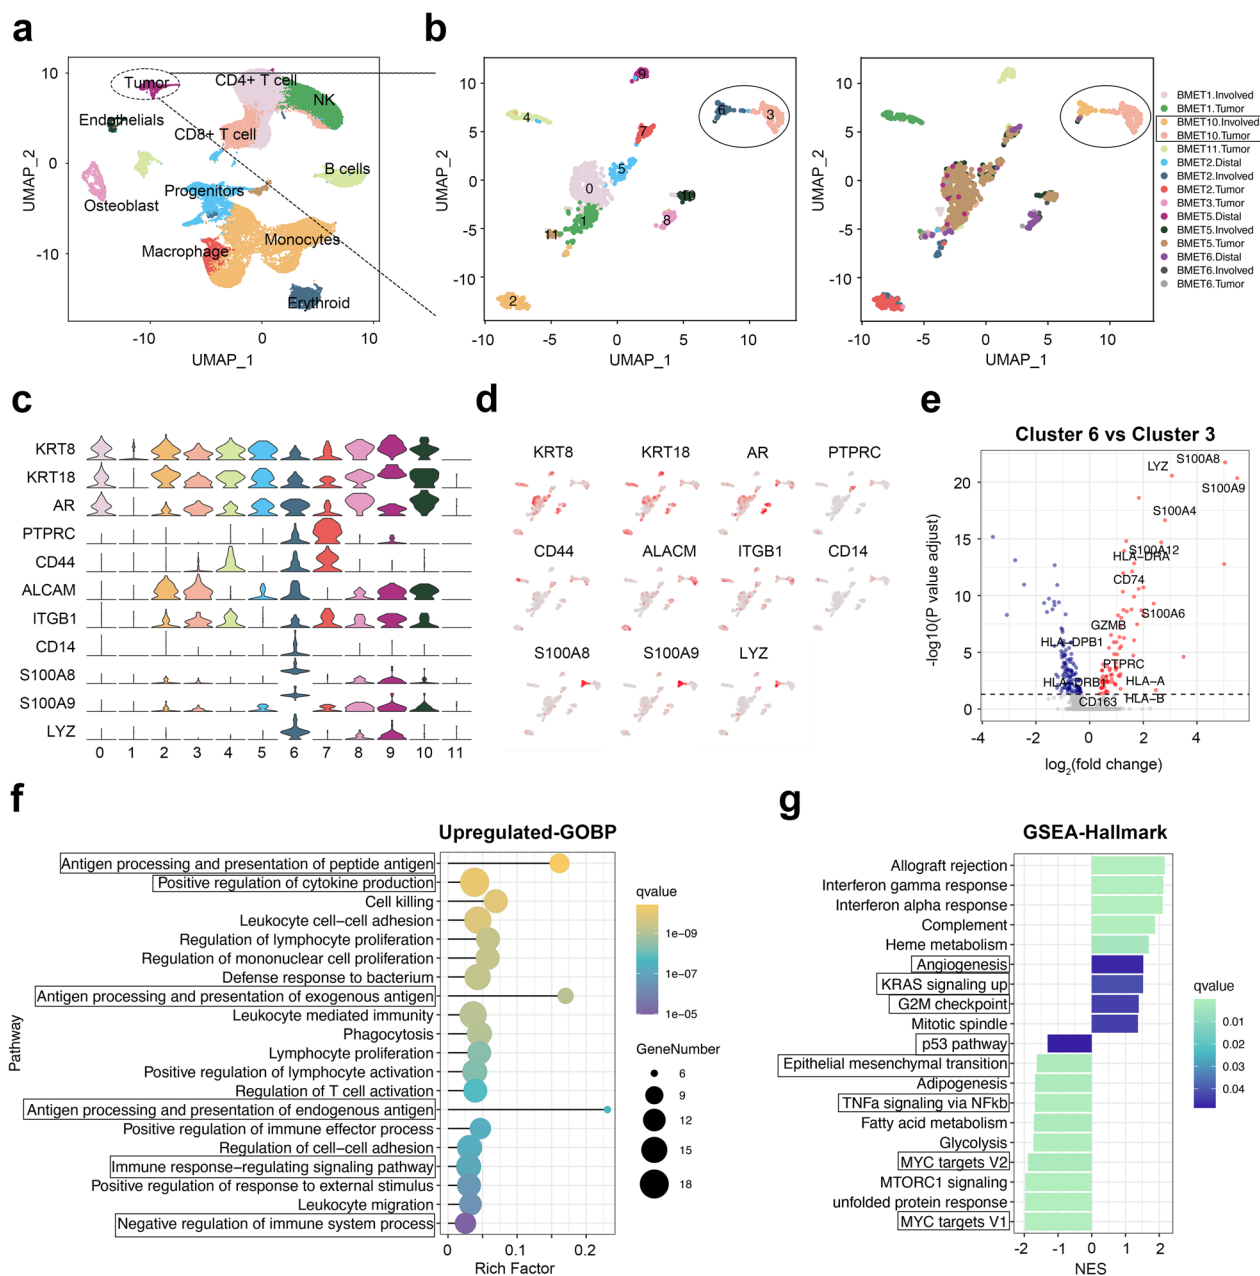 a
Tumor
CD4+ T cell
NK
Endothelials
CD8+ T cell
B cells
Osteoblast
Progenitors
Macrophage
Monocytes
Erythroid
10
0
-10
UMAP_2
-10
0
10
UMAP_1
b
9
6
3
4
7
5
0
10
1
8
11
2
10
5
0
-5
-10
UMAP_2
-10
-5
0
5
10
UMAP_1
10
5
0
-5
-10
UMAP_2
-10
-5
0
5
10
UMAP_1
BMET1.Involved
BMET1.Tumor
BMET10.Involved
BMET10.Tumor
BMET11.Tumor
BMET2.Distal
BMET2.Involved
BMET2.Tumor
BMET3.Tumor
BMET5.Distal
BMET5.Involved
BMET5.Tumor
BMET6.Distal
BMET6.Involved
BMET6.Tumor
c
KRT8
KRT18
AR
PTPRC
CD44
ALCAM
ITGB1
CD14
S100A8
S100A9
LYZ
0 1 2 3 4 5 6 7 8 9 10 11
d
KRT8 KRT18 AR PTPRC
CD44 ALACM ITGB1 CD14
S100A8 S100A9 LYZ
e
Cluster 6 vs Cluster 3
S100A8
LYZ
S100A9
S100A4
S100A12
HLA-DRA
CD74
S100A6
GZMB
HLA-DPB1
PTPRC
HLA-DRB1
HLA-A
CD163
HLA-B
20
15
10
5
0
-log10(P value adjust)
-4 -2 0 2 4
log2(fold change)
f
Upregulated-GOBP
Antigen processing and presentation of peptide antigen
Positive regulation of cytokine production
Cell killing
Leukocyte cell-cell adhesion
Regulation of lymphocyte proliferation
Regulation of mononuclear cell proliferation
Defense response to bacterium
Antigen processing and presentation of exogenous antigen
Leukocyte mediated immunity
Phagocytosis
Lymphocyte proliferation
Positive regulation of lymphocyte activation
Regulation of T cell activation
Antigen processing and presentation of endogenous antigen
Positive regulation of immune effector process
Regulation of cell-cell adhesion
Immune response-regulating signaling pathway
Positive regulation of response to external stimulus
Leukocyte migration
Negative regulation of immune system process
Pathway
0 0.1 0.2
Rich Factor
qvalue
1e-09
1e-07
1e-05
GeneNumber
6
9
12
15
18
g
GSEA-Hallmark
Allograft rejection
Interferon gamma response
Interferon alpha response
Complement
Heme metabolism
Angiogenesis
KRAS signaling up
G2M checkpoint
Mitotic spindle
p53 pathway
Epithelial mesenchymal transition
Adipogenesis
TNFa signaling via NFkb
Fatty acid metabolism
Glycolysis
MYC targets V2
MTORC1 signaling
unfolded protein response
MYC targets V1
-2 -1 0 1 2
NES
qvalue
0.01
0.02
0.03
0.04